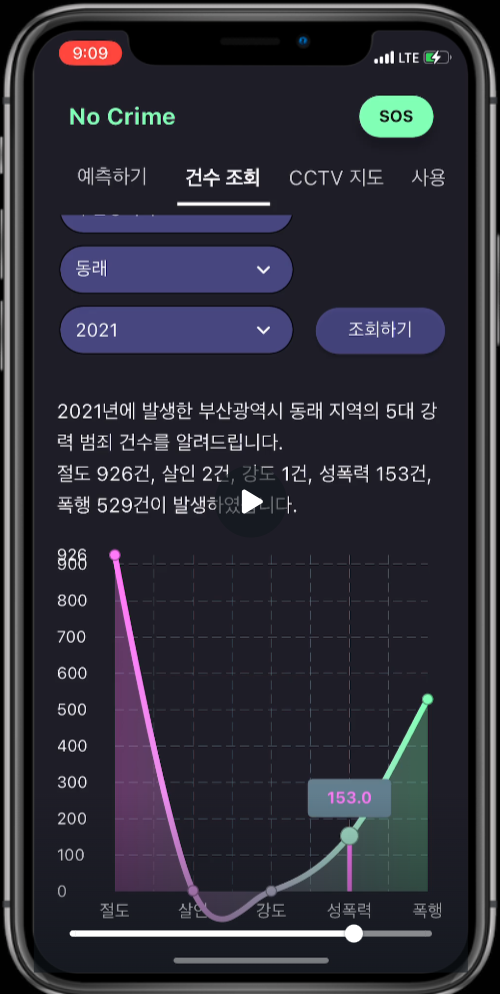 9:09
LTE
No Crime
SOS
예측하기 건수 조회 CCTV 지도 사용
동래
2021
조회하기
2021년에 발생한 부산광역시 동래 지역의 5대 강
력 범죄 건수를 알려드립니다.
절도 926건, 살인 2건, 강도 1건, 성폭력 153건,
폭행 529건이 발생하였습니다.
926
900
800
700
600
500
400
300
153.0
200
100
0
절도 살인 강도 성폭력 폭행